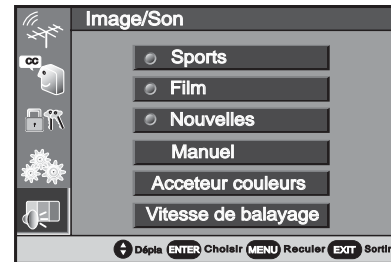 Image/Son
CC
Sports
Film
Nouvelles
Manuel
Acceteur couleurs
Vitesse de balayage
Dépla ENTER Choisir MENU Reculer EXIT Sortir